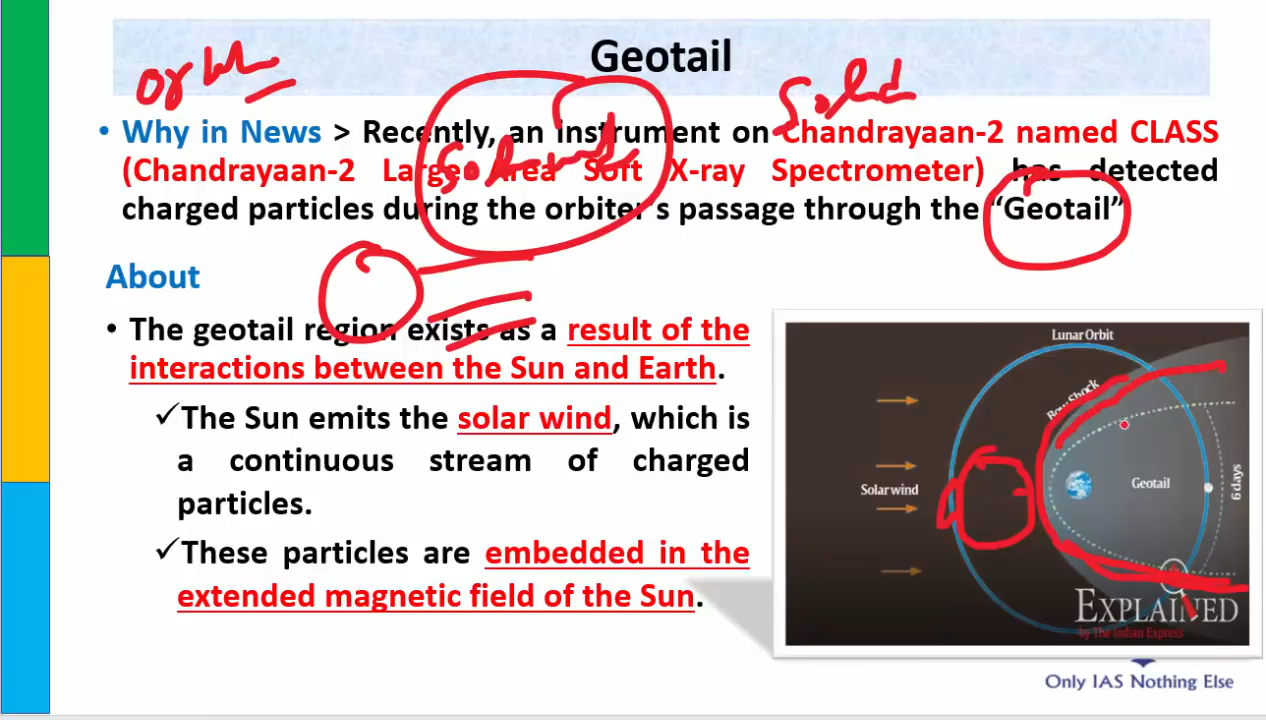 Geotail
• Why in News > Recently, an instrument on Chandrayaan-2 named CLASS
(Chandrayaan-2 Large Area Soft X-ray Spectrometer) has detected
charged particles during the orbiter's passage through the “Geotail”
About
• The geotail region exists as a result of the
interactions between the Sun and Earth.
✓The Sun emits the solar wind, which is
a continuous stream of charged
particles.
✓These particles are embedded in the
extended magnetic field of the Sun.
Lunar Orbit
Bow Shock
Solar wind
Geotail
6 days
EXPLAINED
by The Indian Express
Only IAS Nothing Else